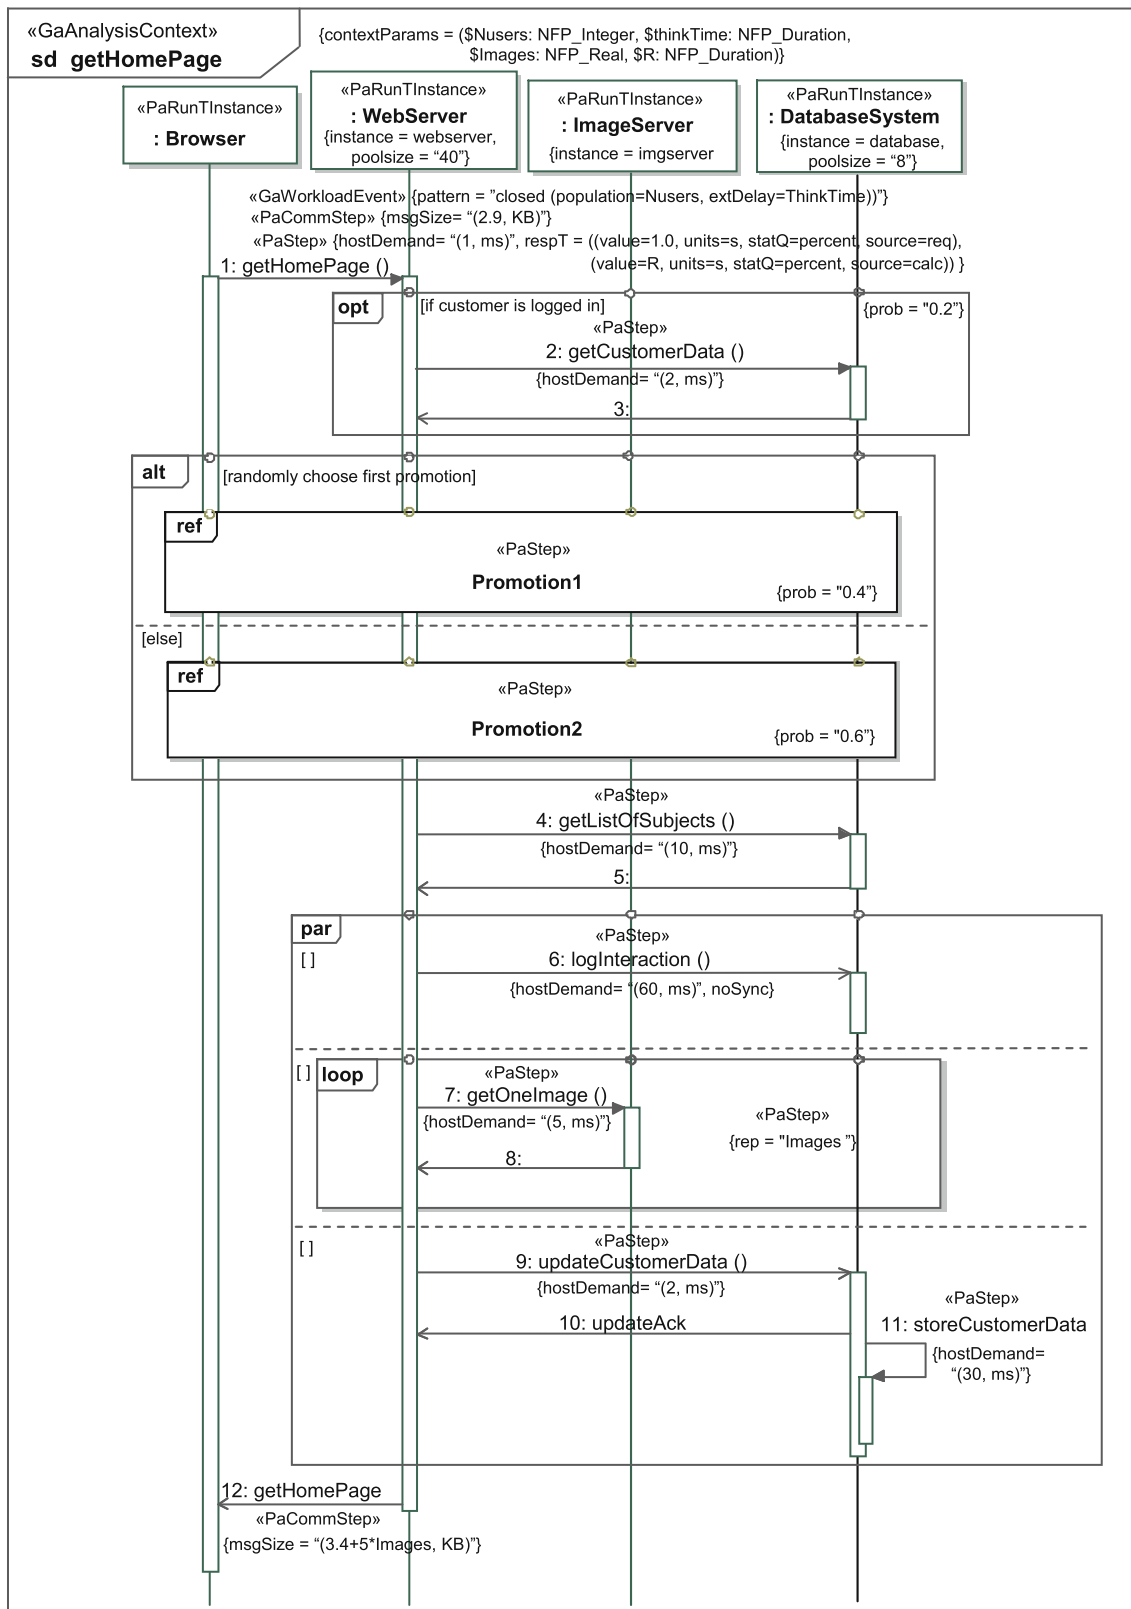 «GaAnalysisContext»
sd getHomePage
{contextParams = ($Nusers: NFP_Integer, $thinkTime: NFP_Duration,
$Images: NFP_Real, $R: NFP_Duration)}
«PaRunTInstance»
: Browser
«PaRunTInstance»
: WebServer
{instance = webserver,
poolsize = “40”}
«PaRunTInstance»
: ImageServer
{instance = imgserver
«PaRunTInstance»
: DatabaseSystem
{instance = database,
poolsize = “8”}
«GaWorkloadEvent» {pattern = ”closed (population=Nusers, extDelay=ThinkTime))”}
«PaCommStep» {msgSize= “(2.9, KB)”}
«PaStep» {hostDemand= “(1, ms)”, respT = ((value=1.0, units=s, statQ=percent, source=req),
(value=R, units=s, statQ=percent, source=calc)) }
1: getHomePage ()
opt
[if customer is logged in]
{prob = "0.2”}
«PaStep»
2: getCustomerData ()
{hostDemand= “(2, ms)”}
3:
alt
[randomly choose first promotion]
ref
«PaStep»
Promotion1
{prob = "0.4”}
[else]
ref
«PaStep»
Promotion2
{prob = "0.6”}
«PaStep»
4: getListOfSubjects ()
{hostDemand= “(10, ms)”}
5:
par
[ ]
«PaStep»
6: logInteraction ()
{hostDemand= “(60, ms)”, noSync}
[ ]
loop
«PaStep»
7: getOneImage ()
{hostDemand= “(5, ms)”}
«PaStep»
{rep = "Images ”}
8:
[ ]
«PaStep»
9: updateCustomerData ()
{hostDemand= “(2, ms)”}
10: updateAck
«PaStep»
11: storeCustomerData
{hostDemand=
“(30, ms)”}
12: getHomePage
«PaCommStep»
{msgSize = “(3.4+5*Images, KB)”}